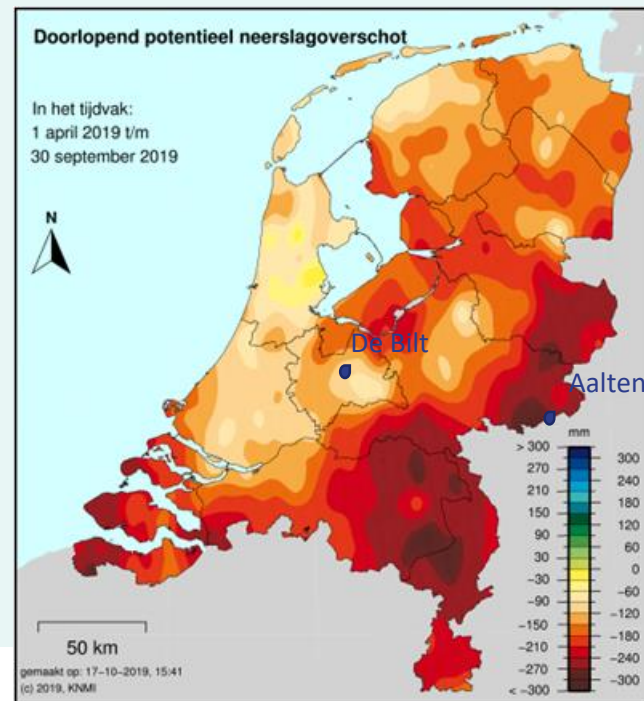 Doorlopend potentieel neerslagoverschot
In het tijdvak:
1 april 2019 t/m
30 september 2019
N
De Bilt
Aalten
mm
> 300
300
270
240
210
180
150
120
90
60
30
0
−30
−60
−90
−150
−180
−210
−240
−270
−300
< −300
50 km
gemaakt op: 17−10−2019, 15:41
(c) 2019, KNMI